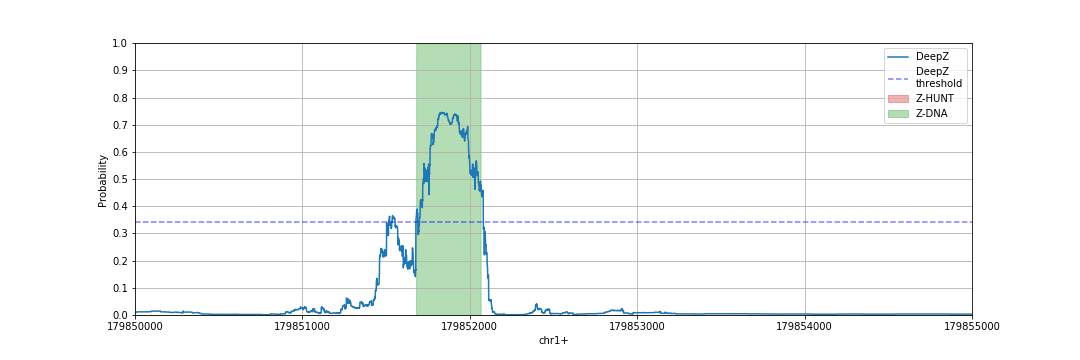 1.0
0.9
0.8
0.7
0.6
0.5
0.4
0.3
0.2
0.1
0.0
Probability
DeepZ
DeepZ
threshold
Z-HUNT
Z-DNA
179850000 179851000 179852000 179853000 179854000 179855000
chr1+